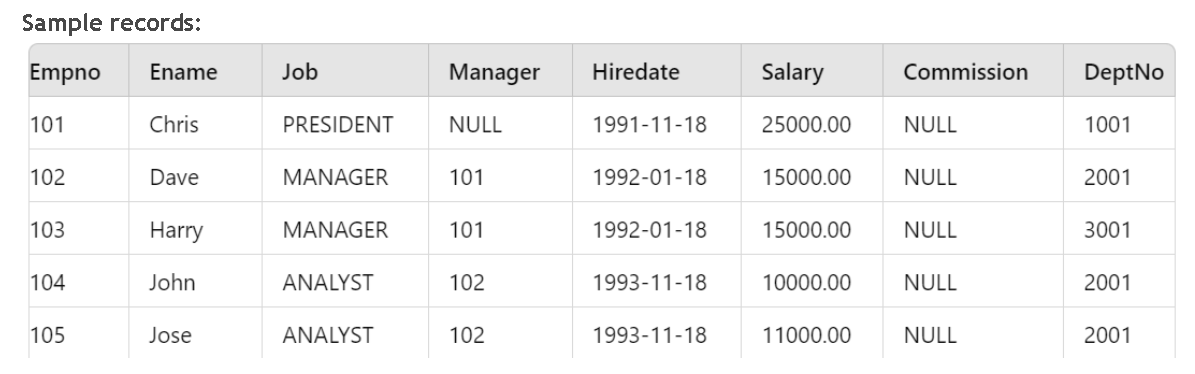 Sample records:
Empno Ename Job Manager Hiredate Salary Commission DeptNo
101 Chris PRESIDENT NULL 1991-11-18 25000.00 NULL 1001
102 Dave MANAGER 101 1992-01-18 15000.00 NULL 2001
103 Harry MANAGER 101 1992-01-18 15000.00 NULL 3001
104 John ANALYST 102 1993-11-18 10000.00 NULL 2001
105 Jose ANALYST 102 1993-11-18 11000.00 NULL 2001